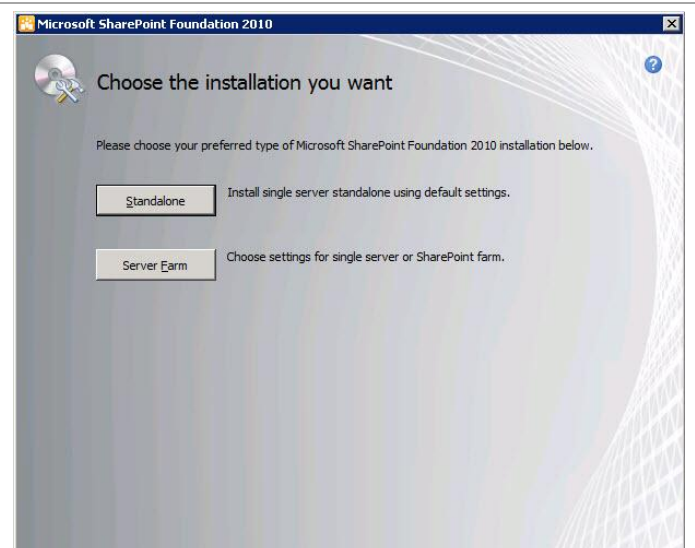 Microsoft SharePoint Foundation 2010
Choose the installation you want
Please choose your preferred type of Microsoft SharePoint Foundation 2010 installation below.
Standalone
Install single server standalone using default settings.
Server Farm
Choose settings for single server or SharePoint farm.